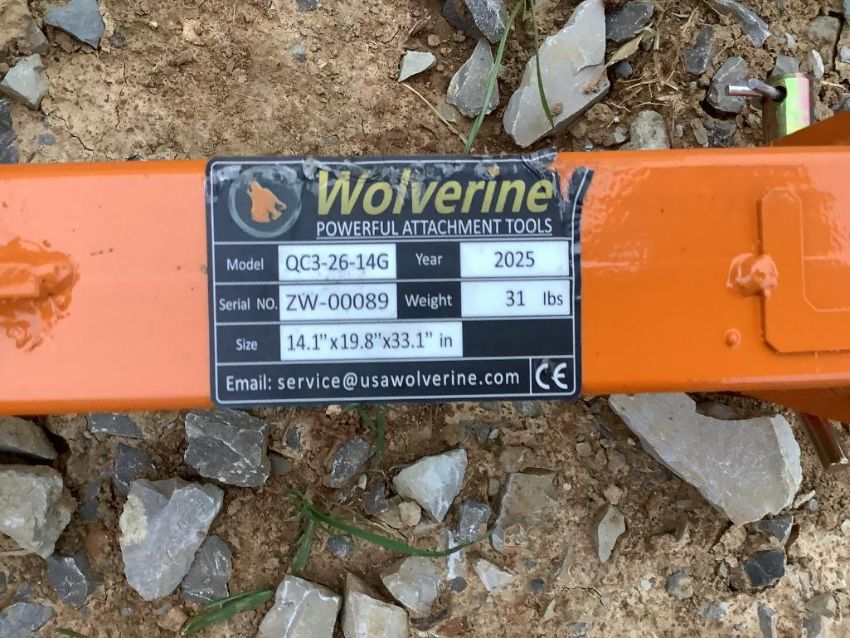 Wolverine
POWERFUL ATTACHMENT TOOLS
Model QC3-26-14G Year 2025
Serial NO. ZW-00089 Weight 31 lbs
Size 14.1"x19.8"x33.1" in
Email: service@usawolverine.com CE